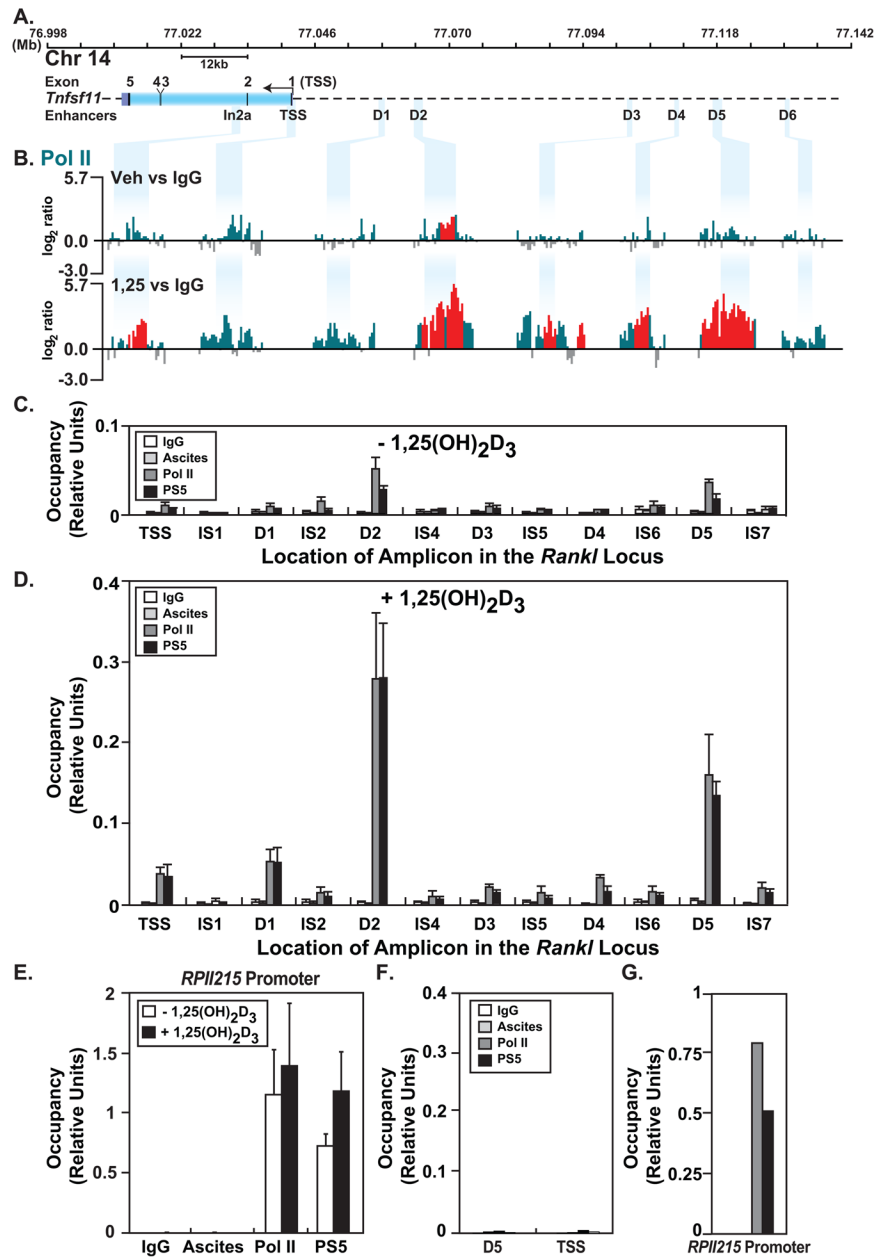 A.
76.998 77.022 77.046 77.070 77.094 77.118 77.142
(Mb)
Chr 14
12kb
Exon 5 43 2 1 (TSS)
Tnfsf11
Enhancers In2a TSS D1 D2 D3 D4 D5 D6
B. Pol II
5.7 Veh vs IgG
log2 ratio
0.0
-3.0
5.7 1,25 vs IgG
log2 ratio
0.0
-3.0
C.
0.1
IgG
Ascites
Pol II
PS5
- 1,25(OH)2D3
Occupancy
(Relative Units)
0
TSS IS1 D1 IS2 D2 IS4 D3 IS5 D4 IS6 D5 IS7
Location of Amplicon in the Rankl Locus
D.
0.4
IgG
Ascites
Pol II
PS5
+ 1,25(OH)2D3
0.3
Occupancy
(Relative Units)
0.2
0.1
0
TSS IS1 D1 IS2 D2 IS4 D3 IS5 D4 IS6 D5 IS7
Location of Amplicon in the Rankl Locus
E.
RPII215 Promoter
2
- 1,25(OH)2D3
+ 1,25(OH)2D3
1.5
Occupancy
(Relative Units)
1
0.5
0
IgG Ascites Pol II PS5
F.
0.4
IgG
Ascites
Pol II
PS5
0.3
Occupancy
(Relative Units)
0.2
0.1
0
D5 TSS
G.
1
0.75
Occupancy
(Relative Units)
0.5
0.25
0
RPII215 Promoter